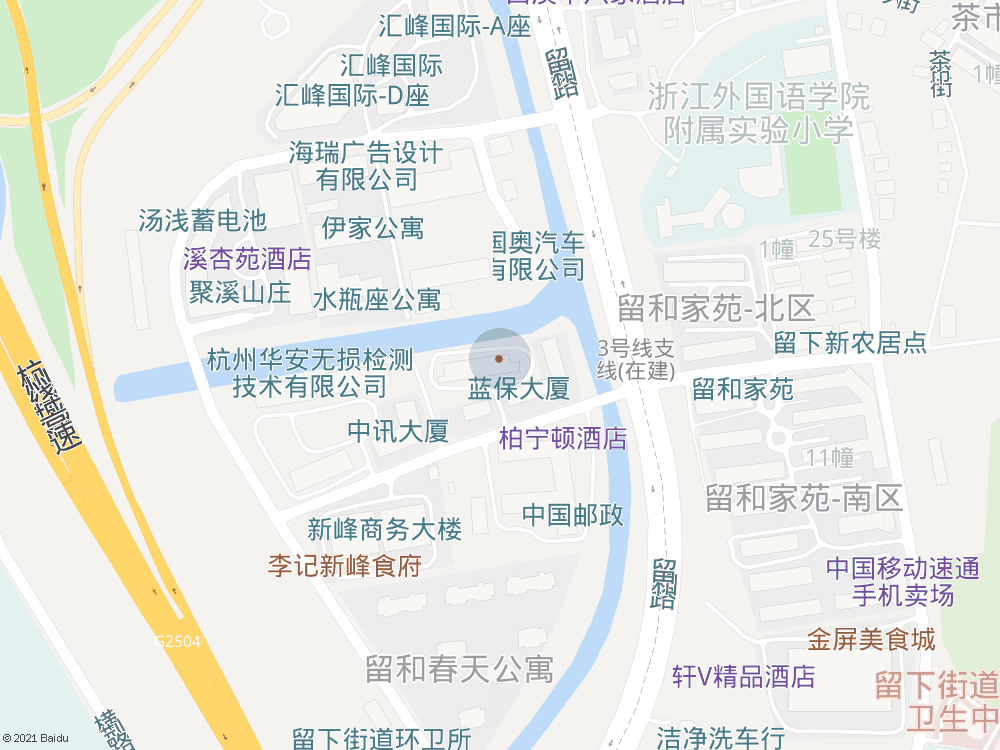 汇峰国际-A座
汇峰国际
汇峰国际-D座
留和路
茶市街
浙江外国语学院
附属实验小学
海瑞广告设计
有限公司
汤浅蓄电池
伊家公寓
国奥汽车
有限公司
溪杏苑酒店
聚溪山庄
水瓶座公寓
1幢
25号楼
1幢
留和家苑-北区
3号线支
线(在建)
留下新农居点
杭州华安无损检测
技术有限公司
蓝保大厦
留和家苑
杭绕高速
中讯大厦
柏宁顿酒店
11幢
留和家苑-南区
中国邮政
新峰商务大楼
李记新峰食府
留和路
中国移动速通
手机卖场
G2504
金屏美食城
留和春天公寓
轩V精品酒店
留下街道
卫生中
留下街道环卫所
洁净洗车行
© 2021 Baidu